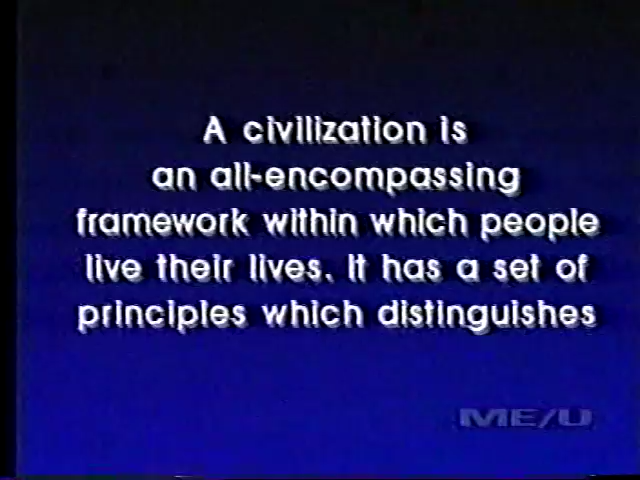 A civilization is
an all-encompassing
framework within which people
live their lives. It has a set of
principles which distinguishes
ME/U